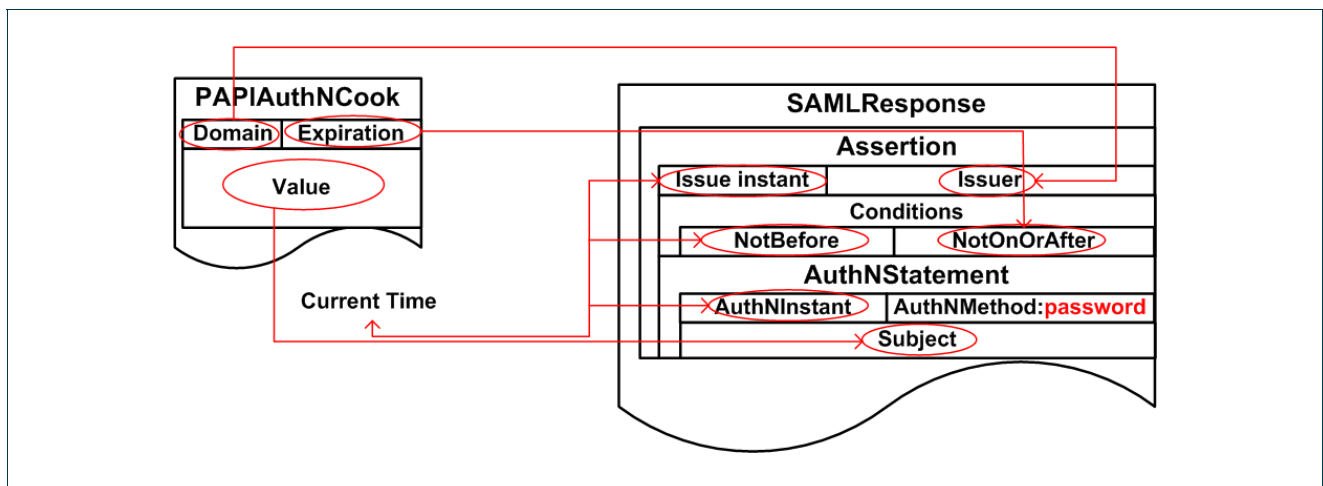 PAPIAuthNCook
Domain Expiration
Value
Current Time
SAMLResponse
Assertion
Issue instant Issuer
Conditions
NotBefore NotOnOrAfter
AuthNStatement
AuthNInstant AuthNMethod:password
Subject